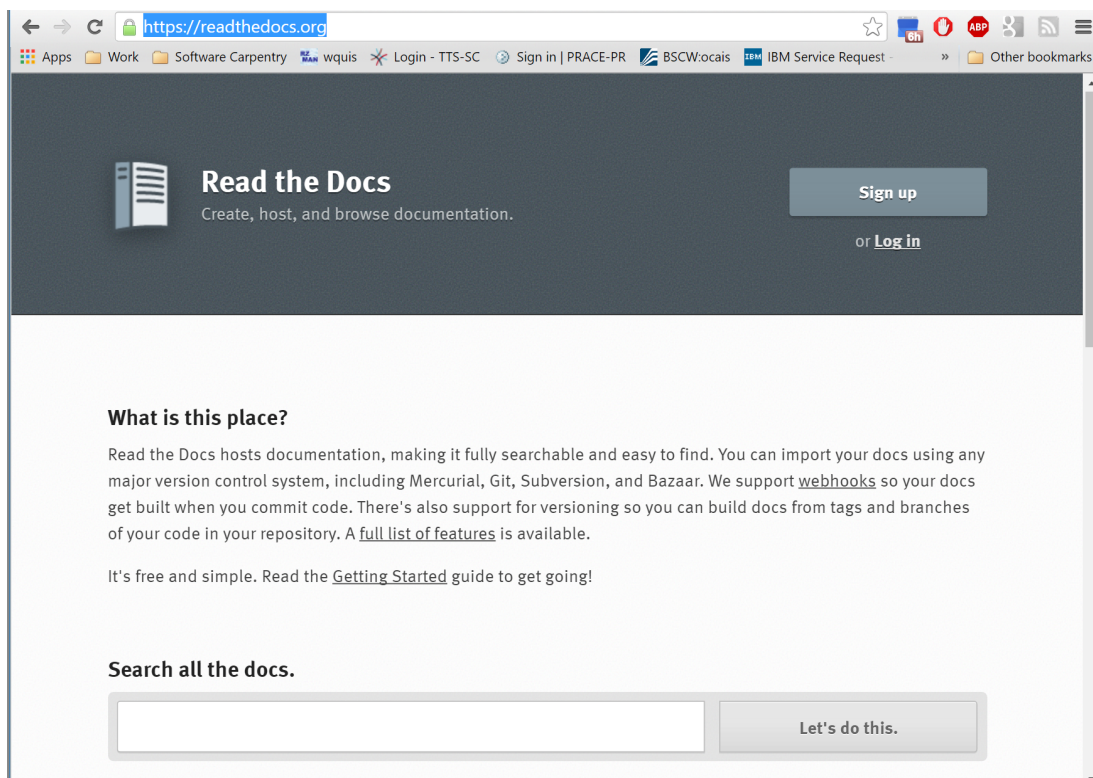 https://readthedocs.org
6h
ABP
8
Apps Work Software Carpentry RZ MAN wquis Login - TTS-SC Sign in | PRACE-PR BSCW:ocais IBM IBM Service Request - » Other bookmarks
Read the Docs
Create, host, and browse documentation.
Sign up
or Log in
What is this place?
Read the Docs hosts documentation, making it fully searchable and easy to find. You can import your docs using any
major version control system, including Mercurial, Git, Subversion, and Bazaar. We support webhooks so your docs
get built when you commit code. There's also support for versioning so you can build docs from tags and branches
of your code in your repository. A full list of features is available.
It's free and simple. Read the Getting Started guide to get going!
Search all the docs.
Let's do this.